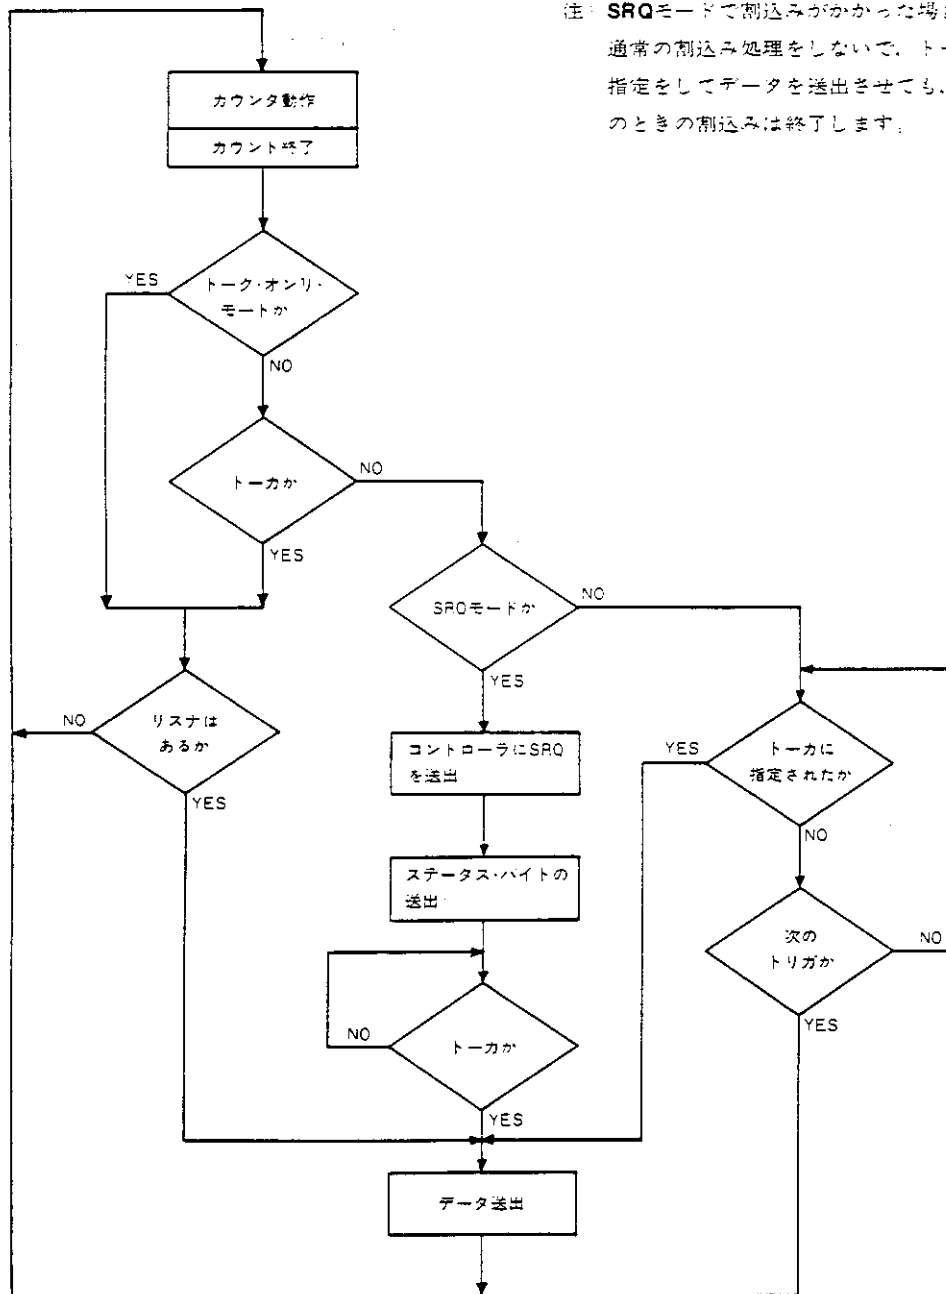 注: SRQモードで割込みがかかった場
通常の割込み処理をしないで、トー
指定をしてデータを送出させても、
のときの割込みは終了します。
カウンタ動作
カウント終了
トーク・オンリ・
モートか
YES
NO
トーカか
NO
YES
SRQモードか
NO
YES
リスナは
あるか
NO
YES
コントローラにSRQ
を送出
トーカに
指定されたか
YES
NO
ステータス・バイトの
送出
次の
トリガか
NO
YES
トーカか
NO
YES
データ送出